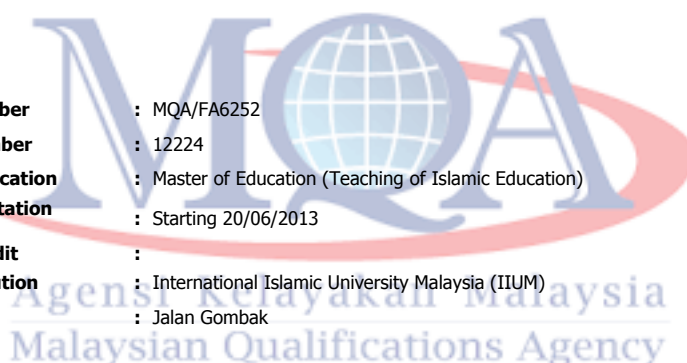 MQA
ber : MQA/FA6252
ber : 12224
cation : Master of Education (Teaching of Islamic Education)
tation : Starting 20/06/2013
dit :
tion : International Islamic University Malaysia (IIUM)
: Jalan Gombak
Agensi Kelayakan Malaysia
Malaysian Qualifications Agency